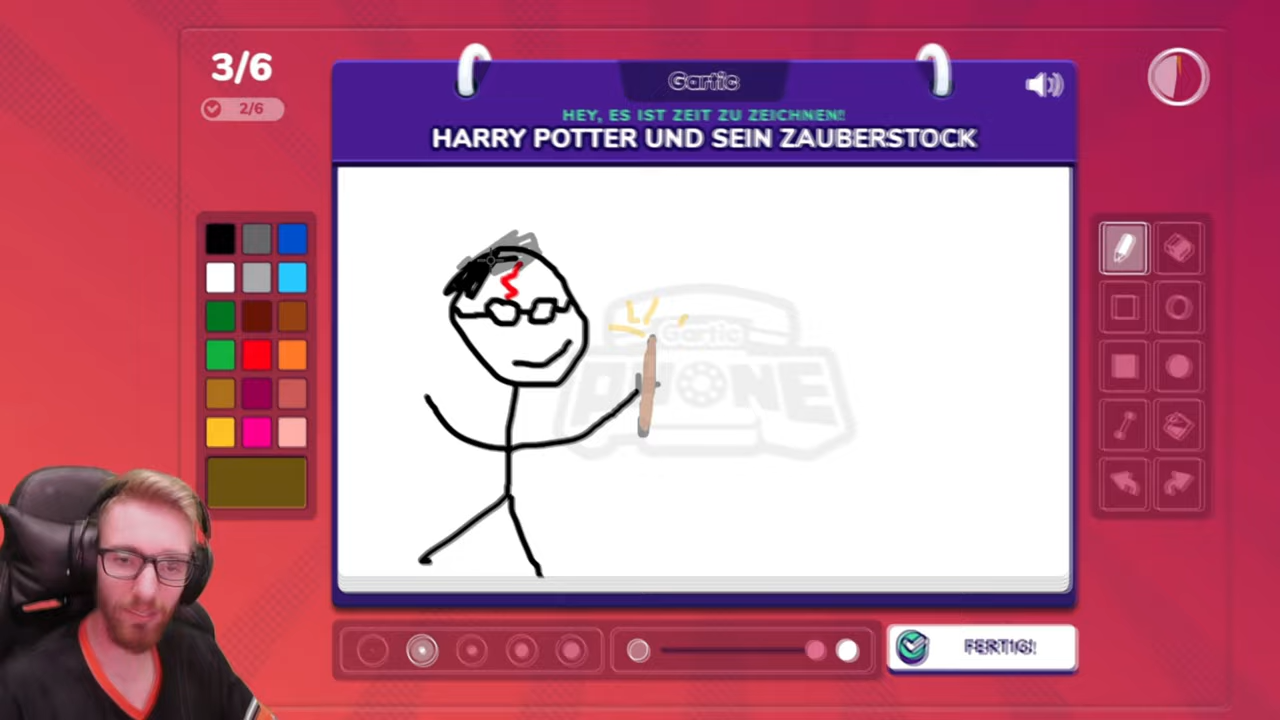 3/6
2/6
Gartic
HEY, ES IST ZEIT ZU ZEICHNEN!
HARRY POTTER UND SEIN ZAUBERSTOCK
Gartic
PHONE
FERTIG!